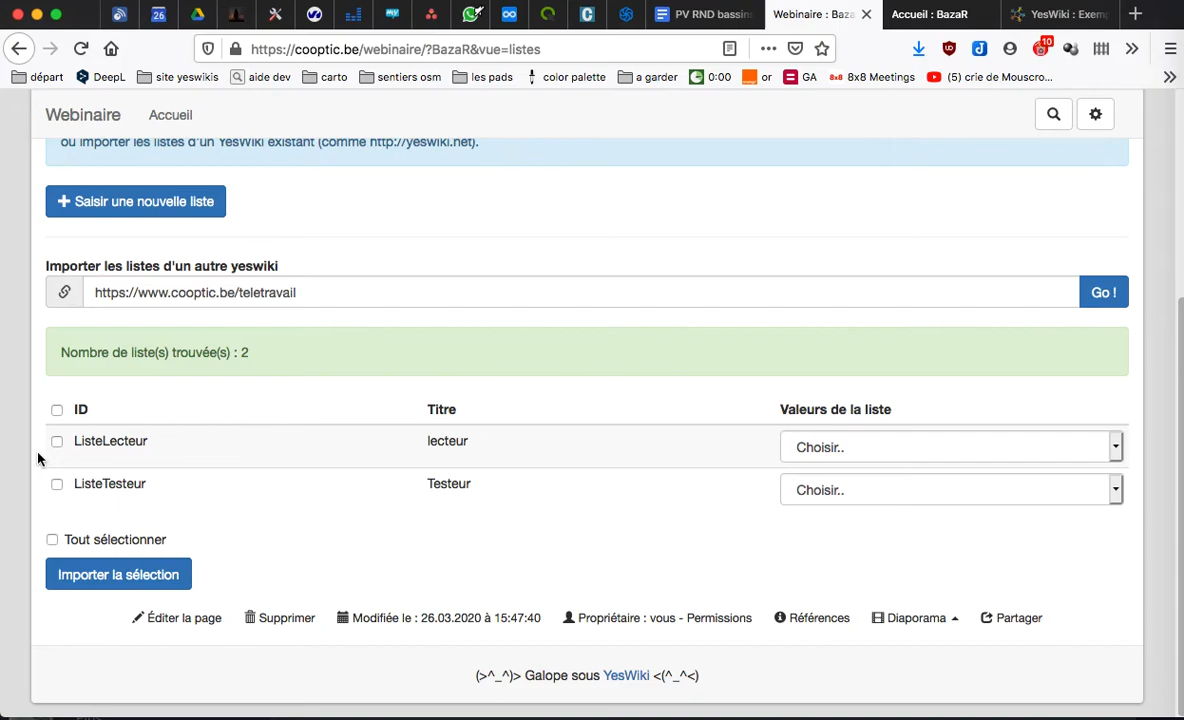 26
PV RND bassin
Webinaire : Baza
Accueil : BazaR
YesWiki : Exem
https://cooptic.be/webinaire/?BazaR&vue=listes
10
départ
DeepL
site yeswikis
aide dev
carto
sentiers osm
les pads
color palette
a garder
0:00
or
GA
8x8 Meetings
(5) crie de Mouscro...
Webinaire
Accueil
ou importer les listes d'un YesWiki existant (comme http://yeswiki.net).
Saisir une nouvelle liste
Importer les listes d'un autre yeswiki
https://www.cooptic.be/teletravail
Go !
Nombre de liste(s) trouvée(s) : 2
ID Titre Valeurs de la liste
ListeLecteur lecteur Choisir..
ListeTesteur Testeur Choisir..
Tout sélectionner
Importer la sélection
Éditer la page Supprimer Modifiée le : 26.03.2020 à 15:47:40 Propriétaire : vous - Permissions Références Diaporama Partager
(>^_^)> Galope sous YesWiki <(^_^<)